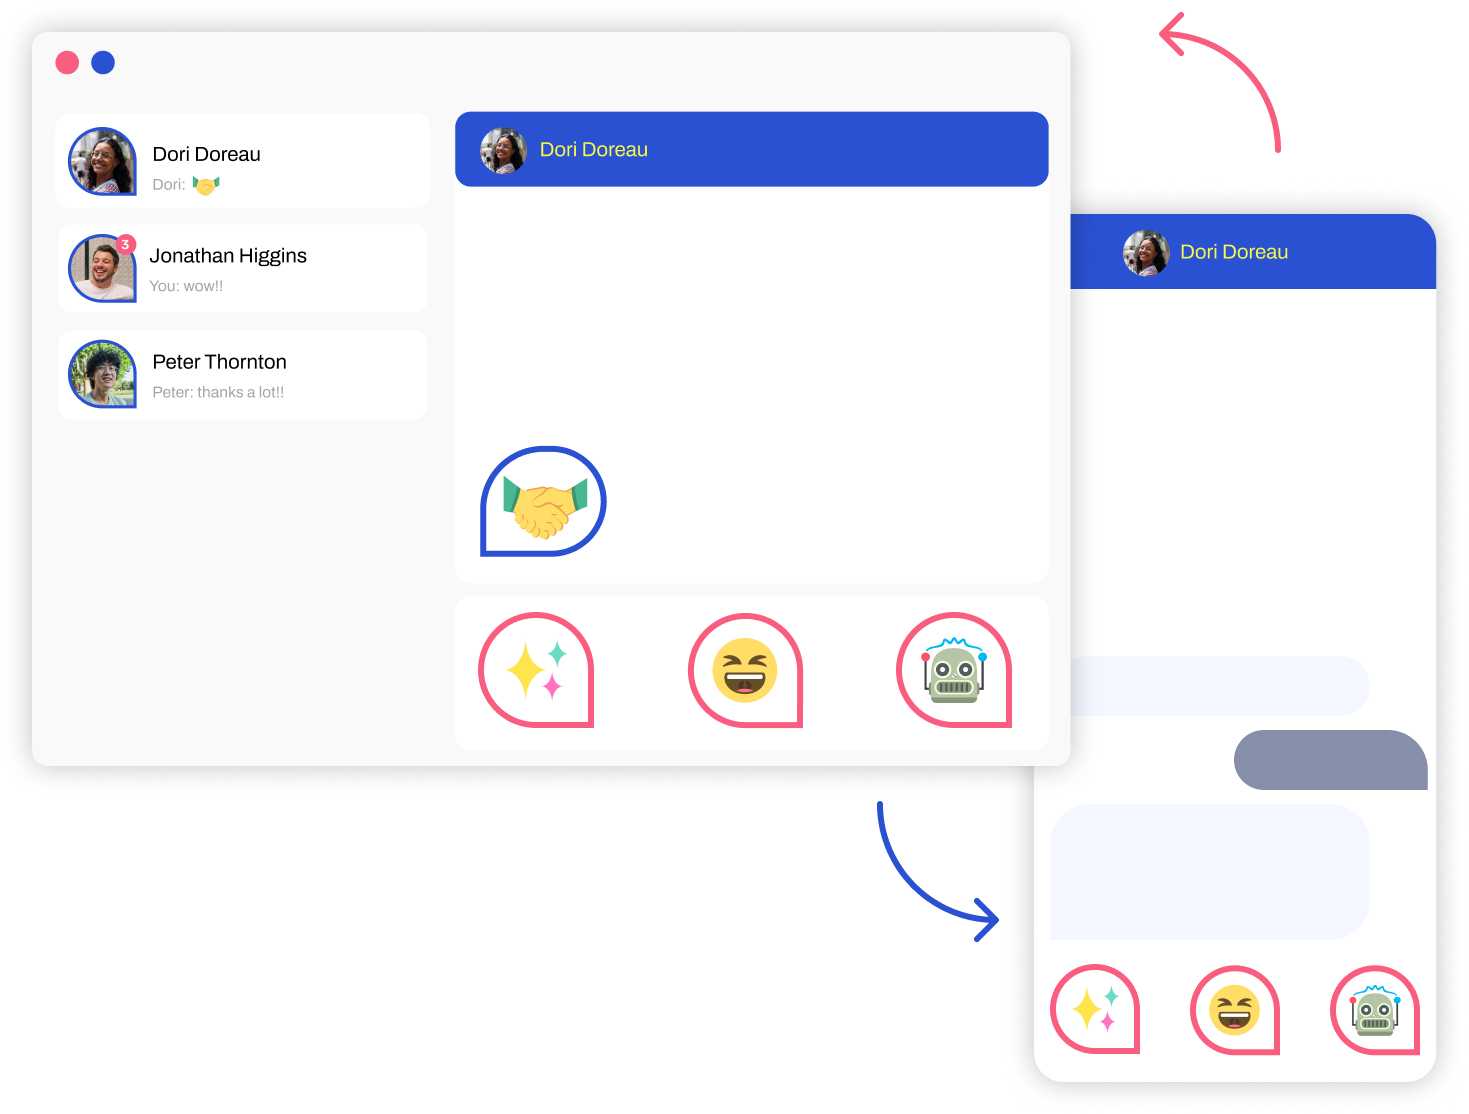 Dori Doreau
Dori:
3
Jonathan Higgins
You: wow!!
Peter Thornton
Peter: thanks a lot!!
Dori Doreau
Dori Doreau